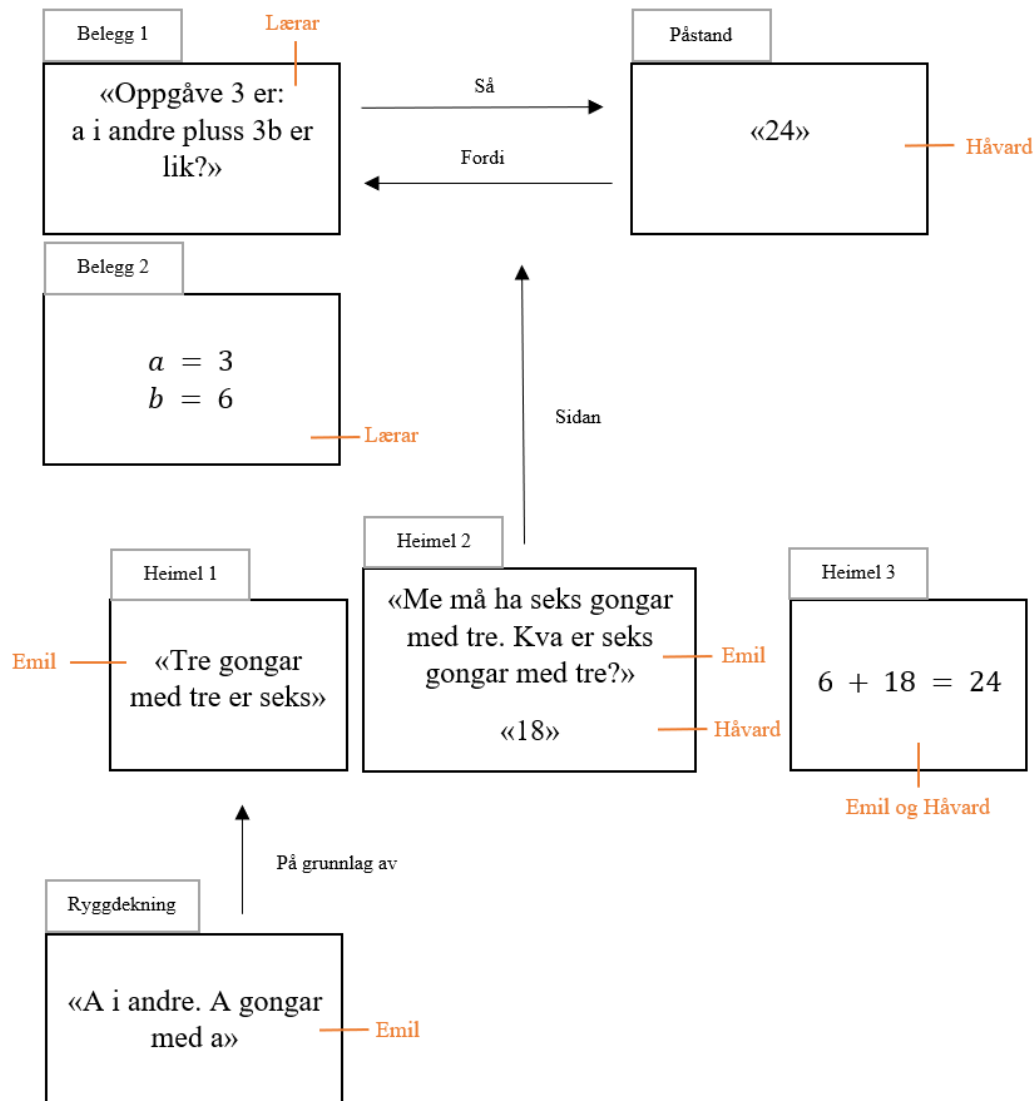 Belegg 1
Lærar
«Oppgåve 3 er:
a i andre pluss 3b er
lik?»
Så
Fordi
Påstand
«24»
Håvard
Belegg 2
a = 3
b = 6
Lærar
Sidan
Heimel 1
Emil
«Tre gongar
med tre er seks»
Heimel 2
«Me må ha seks gongar
med tre. Kva er seks
gongar med tre?»
Emil
«18»
Håvard
Heimel 3
6 + 18 = 24
Emil og Håvard
På grunnlag av
Ryggdekning
«A i andre. A gongar
med a»
Emil